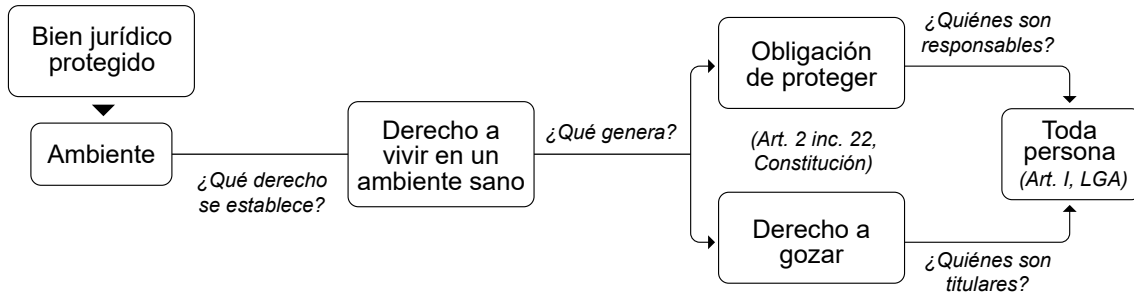 Bien jurídico
protegido
Ambiente
¿Qué derecho
se establece?
Derecho a
vivir en un
ambiente sano
¿Qué genera?
Obligación
de proteger
(Art. 2 inc. 22,
Constitución)
Derecho a
gozar
¿Quiénes son
responsables?
Toda
persona
(Art. I, LGA)
¿Quiénes son
titulares?